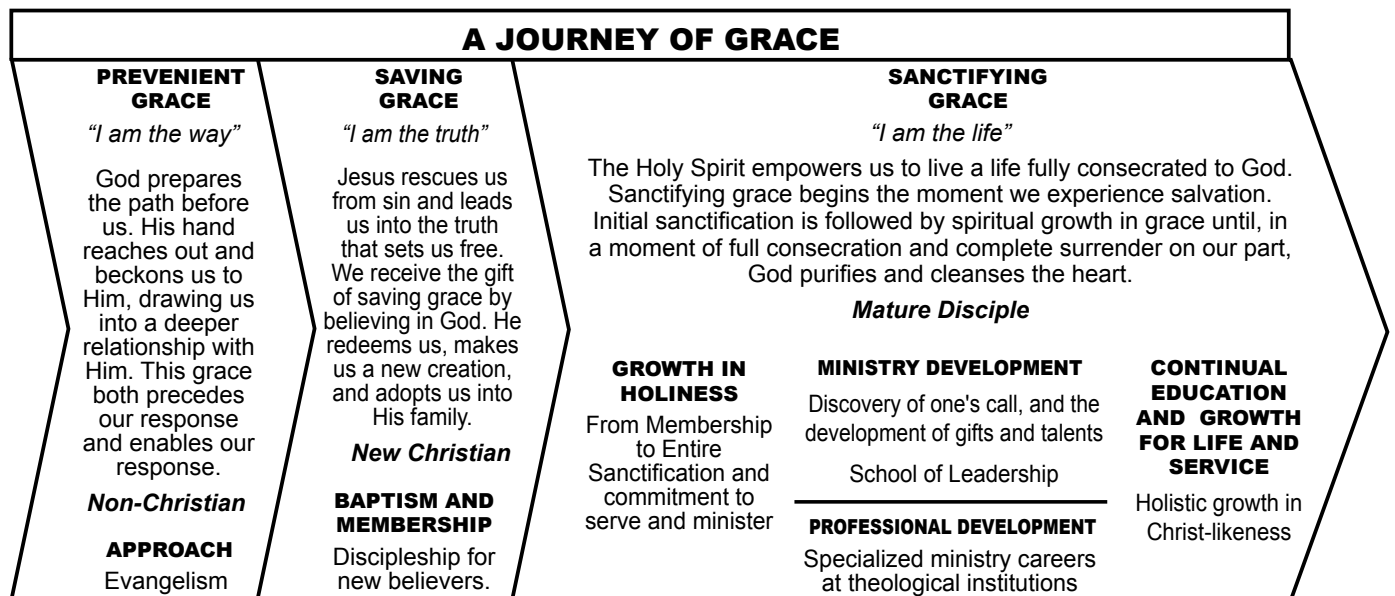 A JOURNEY OF GRACE
PREVENIENT
GRACE
“I am the way”
God prepares
the path before
us. His hand
reaches out and
beckons us to
Him, drawing us
into a deeper
relationship with
Him. This grace
both precedes
our response
and enables our
response.
Non-Christian
APPROACH
Evangelism
SAVING
GRACE
“I am the truth”
Jesus rescues us
from sin and leads
us into the truth
that sets us free.
We receive the gift
of saving grace by
believing in God. He
redeems us, makes
us a new creation,
and adopts us into
His family.
New Christian
BAPTISM AND
MEMBERSHIP
Discipleship for
new believers.
SANCTIFYING
GRACE
“I am the life”
The Holy Spirit empowers us to live a life fully consecrated to God.
Sanctifying grace begins the moment we experience salvation.
Initial sanctification is followed by spiritual growth in grace until, in
a moment of full consecration and complete surrender on our part,
God purifies and cleanses the heart.
Mature Disciple
GROWTH IN
HOLINESS
From Membership
to Entire
Sanctification and
commitment to
serve and minister
MINISTRY DEVELOPMENT
Discovery of one's call, and the
development of gifts and talents
School of Leadership
PROFESSIONAL DEVELOPMENT
Specialized ministry careers
at theological institutions
CONTINUAL
EDUCATION
AND GROWTH
FOR LIFE AND
SERVICE
Holistic growth in
Christ-likeness